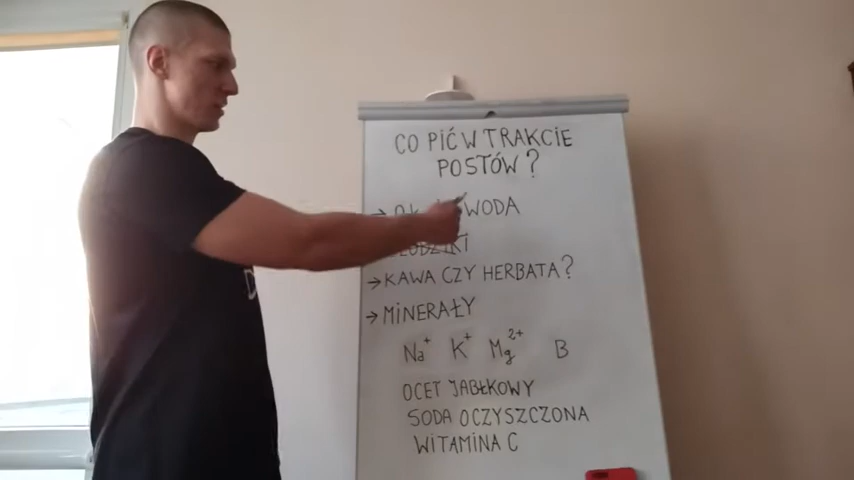 CO PIĆ W TRAKCIE
POSTÓW?
→ WODA
→ KAWA CZY HERBATA?
→ MINERAŁY
Na⁺ K⁺ Mg²⁺ B
OCET JABŁKOWY
SODA OCZYSZCZONA
WITAMINA C